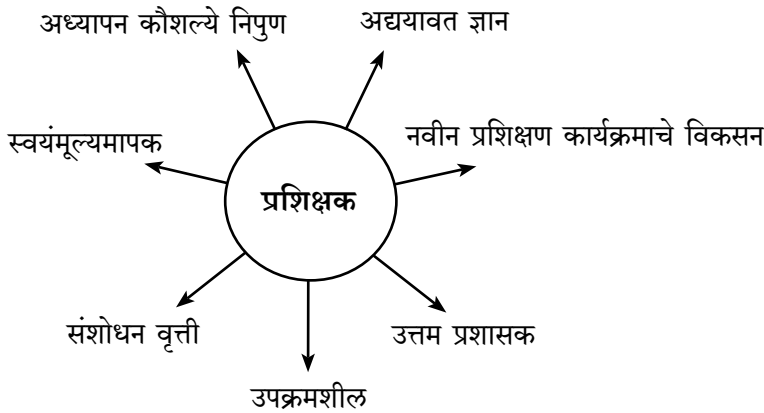 अध्यापन कौशल्ये निपुण
अद्ययावत ज्ञान
स्वयंमूल्यमापक
नवीन प्रशिक्षण कार्यक्रमाचे विकसन
प्रशिक्षक
संशोधन वृत्ती
उत्तम प्रशासक
उपक्रमशील